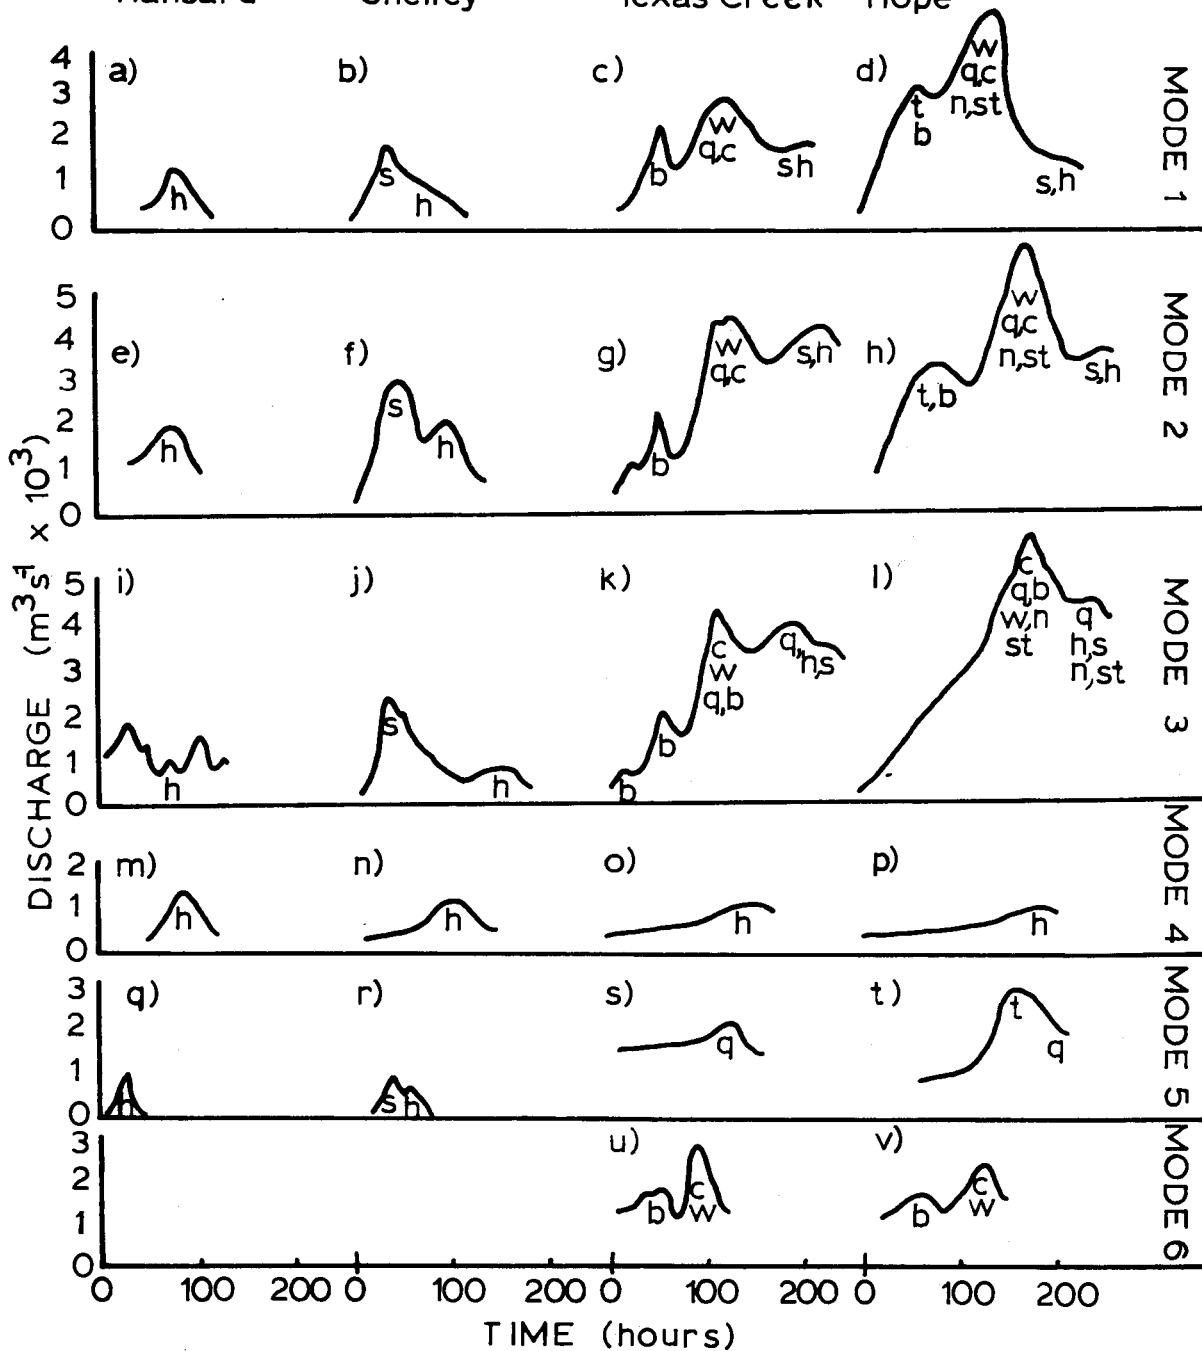 Hansard Shelley Texas Creek Hope
4 a) b) c) d) w
3 t q,c
2 w n,st
1 h s h b q,c sh b s,h
0
MODE 1
5 w
4 e) f) g) w h) q,c
3 s q,c s,h n,st s,h
2 h h t,b
1 b
0
MODE 2
5 i) j) k) l) c
4 q,b
3 c q, h,s w,n q
2 s w st h,s
1 b q,b n,st
0 h h b
MODE 3
DISCHARGE (m³s⁻¹ x 10³)
2 m) n) o) p)
1 h h h h
0
MODE 4
3 q) r) s) t)
2 t
1 q q
0 h s h
MODE 5
3 u) v)
2 c c
1 b w b w
0
MODE 6
0 100 0 100 200 0 100 200 0 100 200
TIME (hours)